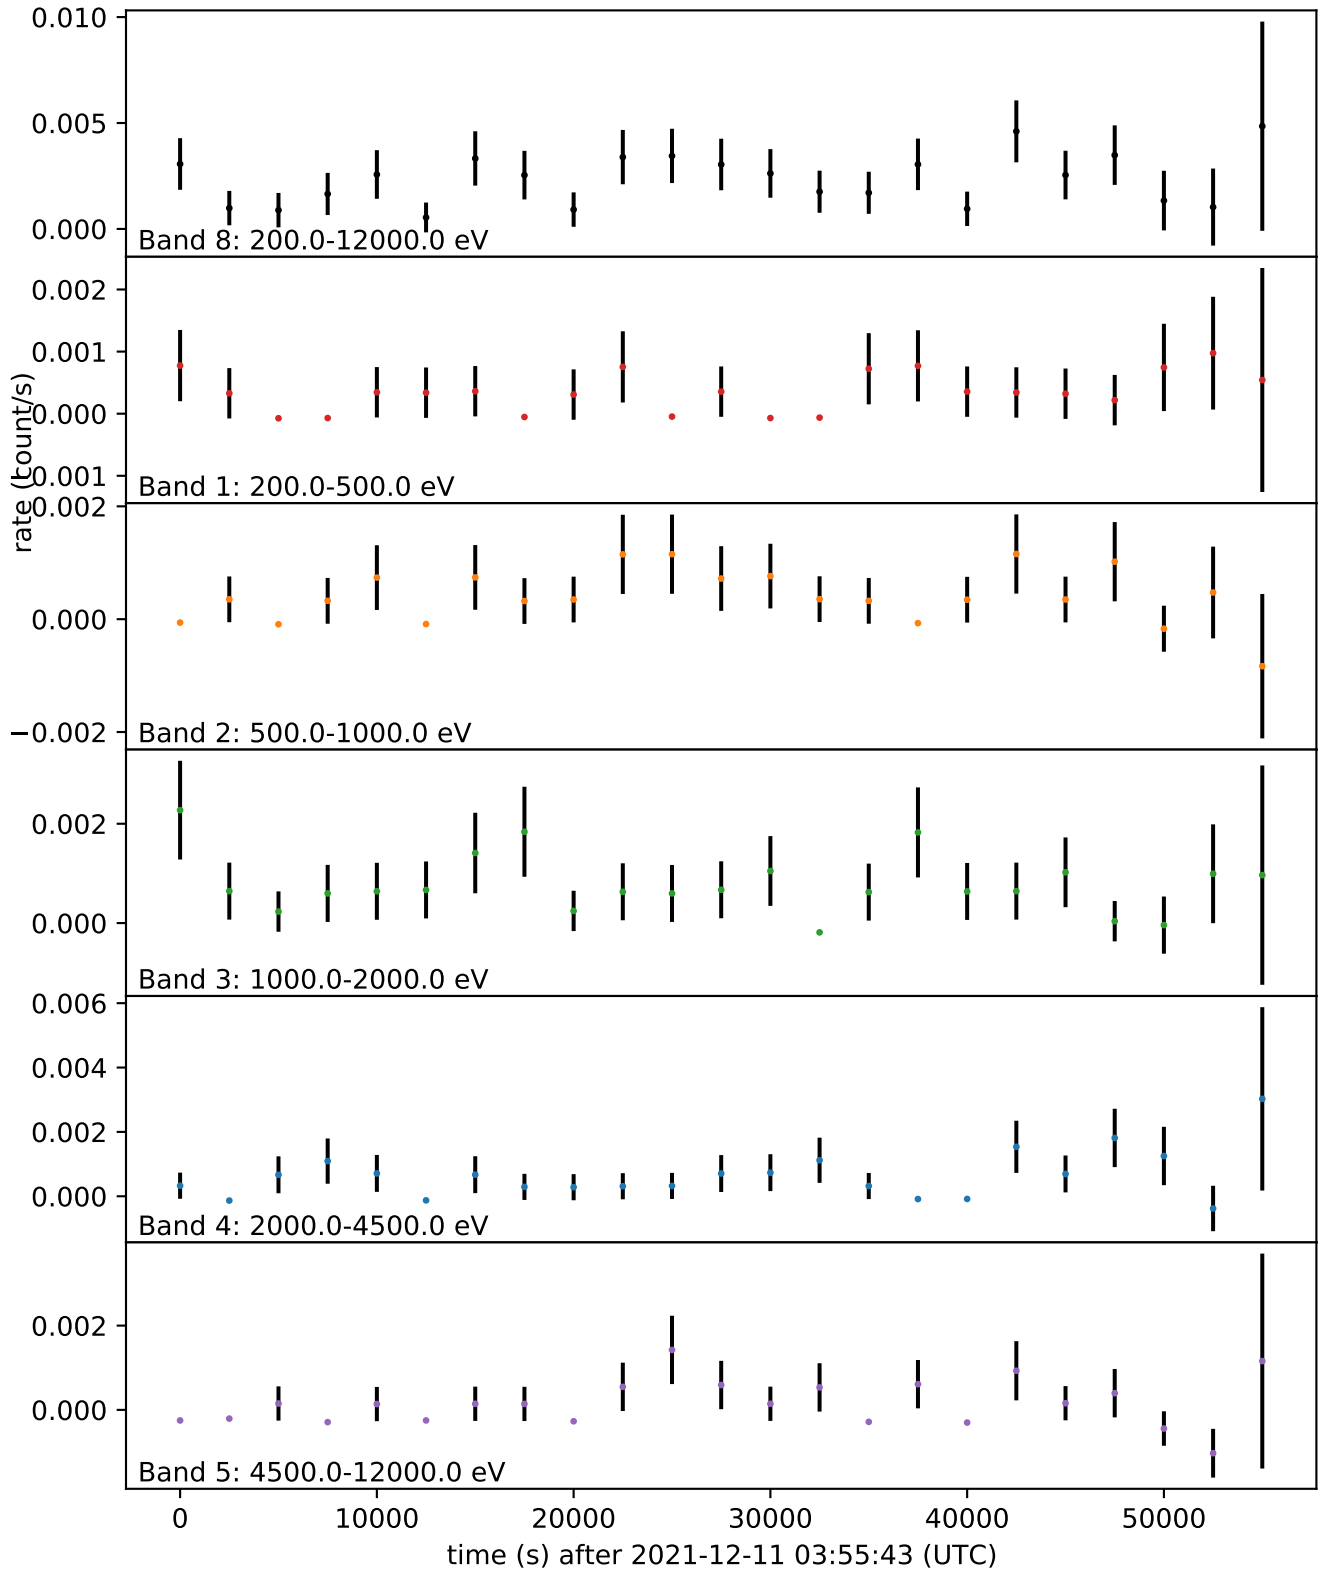 0.010
0.005
0.000
Band 8: 200.0-12000.0 eV
0.002
0.001
0.000
0.001
Band 1: 200.0-500.0 eV
rate (count/s)
0.002
0.000
−0.002
Band 2: 500.0-1000.0 eV
0.002
0.000
Band 3: 1000.0-2000.0 eV
0.006
0.004
0.002
0.000
Band 4: 2000.0-4500.0 eV
0.002
0.000
Band 5: 4500.0-12000.0 eV
0 10000 20000 30000 40000 50000
time (s) after 2021-12-11 03:55:43 (UTC)